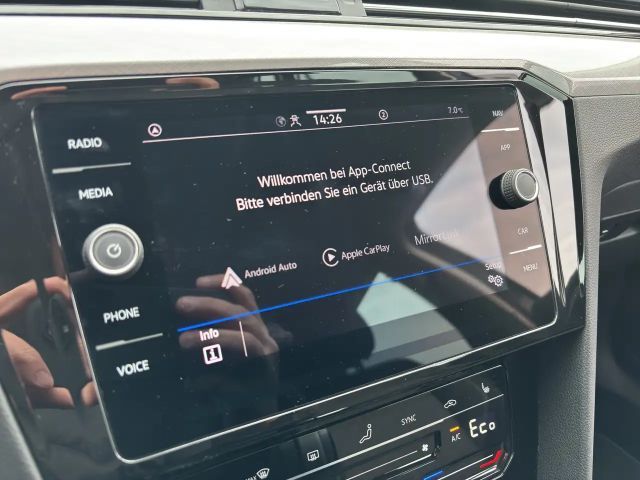 RADIO
MEDIA
PHONE
VOICE
14:26
2
7.0°C
Willkommen bei App-Connect
Bitte verbinden Sie ein Gerät über USB.
Android Auto
Apple CarPlay
MirrorLink
Info
Setup
NAV
APP
CAR
MENU
SYNC
A/C
Eco